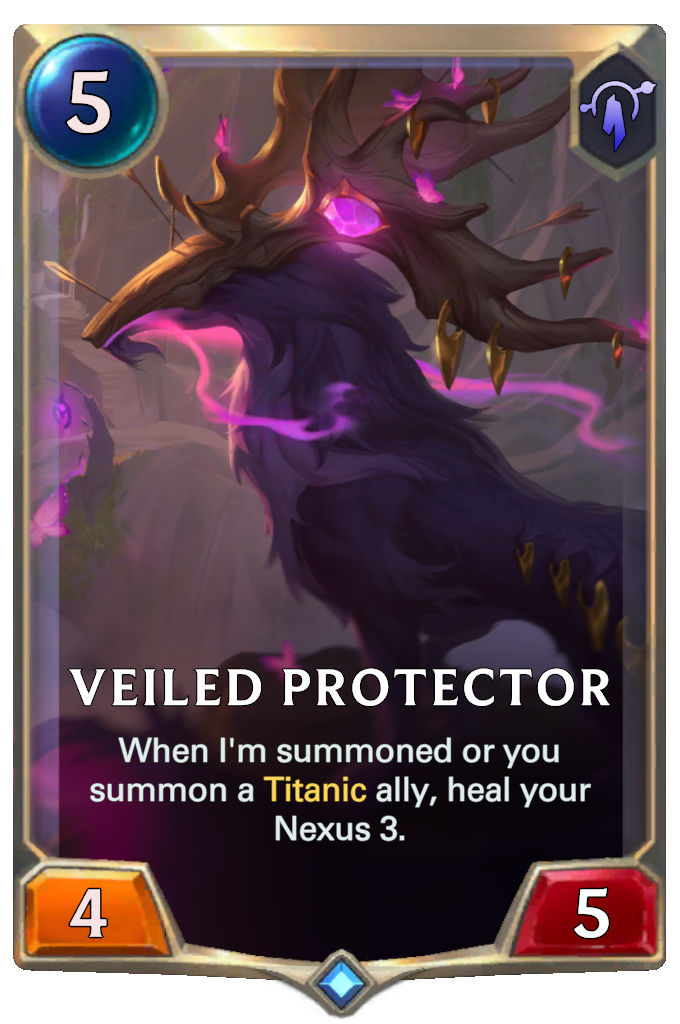 5
VEILED PROTECTOR
When I'm summoned or you
summon a Titanic ally, heal your
Nexus 3.
4
5